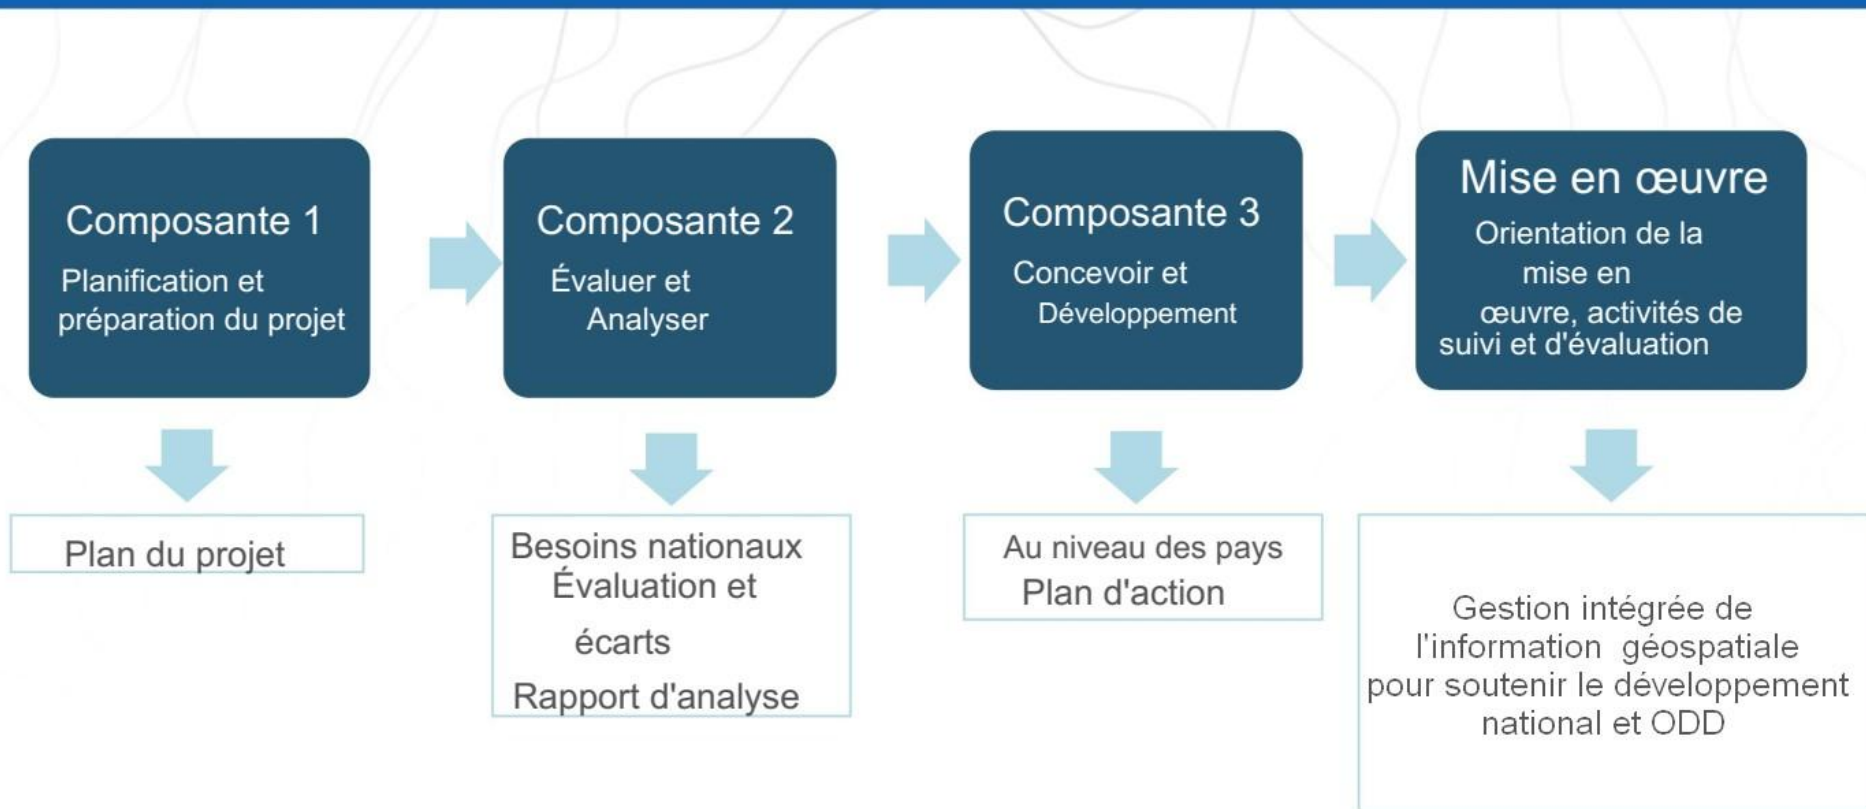 Composante 1
Planification et
préparation du projet
Composante 2
Évaluer et
Analyser
Composante 3
Concevoir et
Développement
Mise en œuvre
Orientation de la
mise en
œuvre, activités de
suivi et d'évaluation
Plan du projet
Besoins nationaux
Évaluation et
écarts
Rapport d'analyse
Au niveau des pays
Plan d'action
Gestion intégrée de
l'information géospatiale
pour soutenir le développement
national et ODD